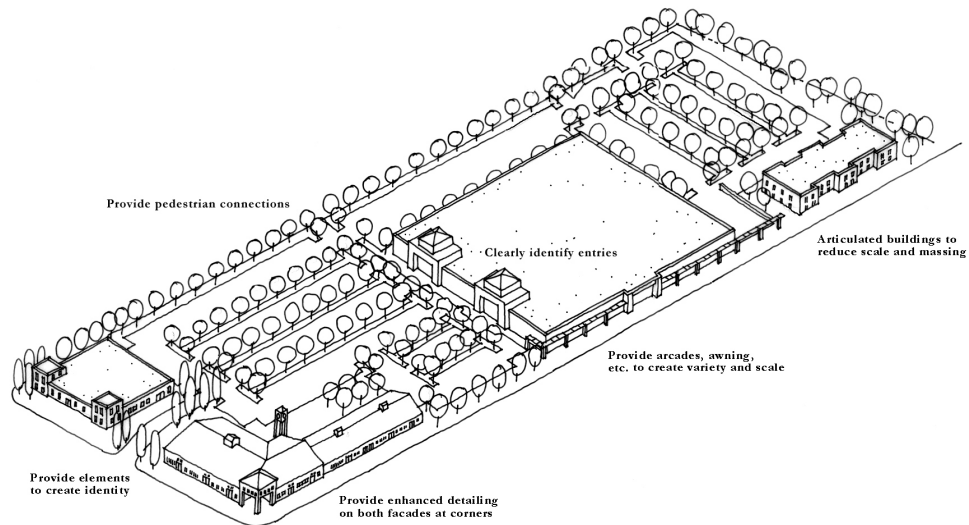 Provide pedestrian connections
Clearly identify entries
Articulated buildings to
reduce scale and massing
Provide arcades, awning,
etc. to create variety and scale
Provide elements
to create identity
Provide enhanced detailing
on both facades at corners